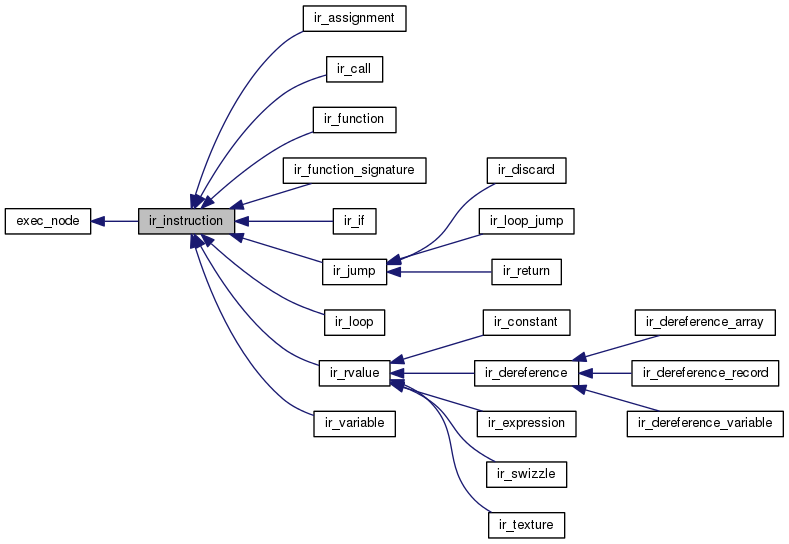 ir_assignment
ir_call
ir_function
ir_function_signature
ir_discard
exec_node
ir_instruction
ir_if
ir_loop_jump
ir_jump
ir_return
ir_loop
ir_constant
ir_dereference_array
ir_rvalue
ir_dereference
ir_dereference_record
ir_variable
ir_expression
ir_dereference_variable
ir_swizzle
ir_texture